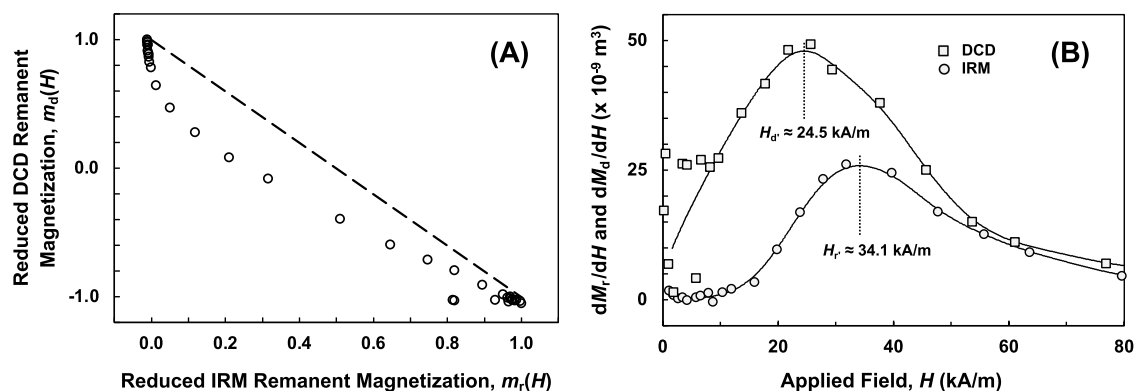 (A)
Reduced DCD Remanent
Magnetization, m_d(H)
1.0
0.0
-1.0
0.0
0.2
0.4
0.6
0.8
1.0
Reduced IRM Remanent Magnetization, m_r(H)
(B)
DCD
IRM
H_d' ≈ 24.5 kA/m
H_r' ≈ 34.1 kA/m
dM_r/dH and dM_d/dH (x 10⁻⁹ m³)
50
25
0
0
20
40
60
80
Applied Field, H (kA/m)